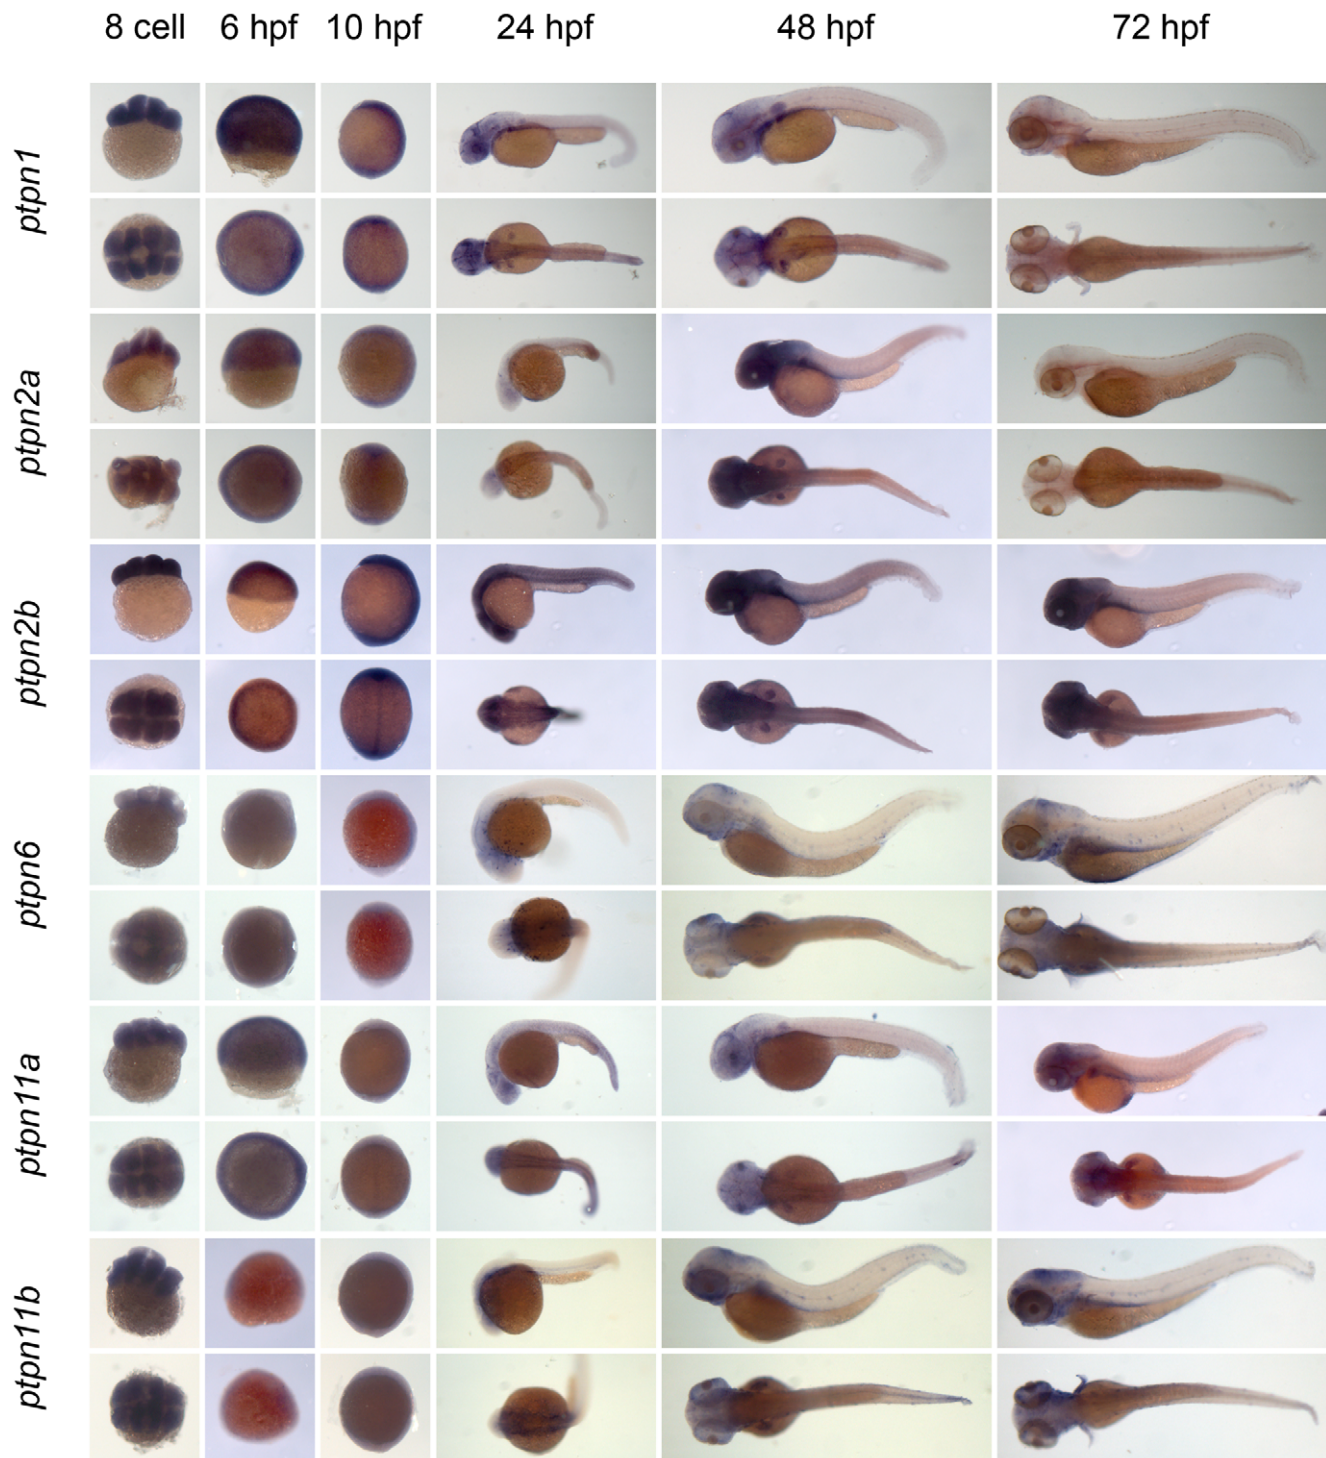 8 cell 6 hpf 10 hpf 24 hpf 48 hpf 72 hpf
ptpn1
ptpn2a
ptpn2b
ptpn6
ptpn11a
ptpn11b